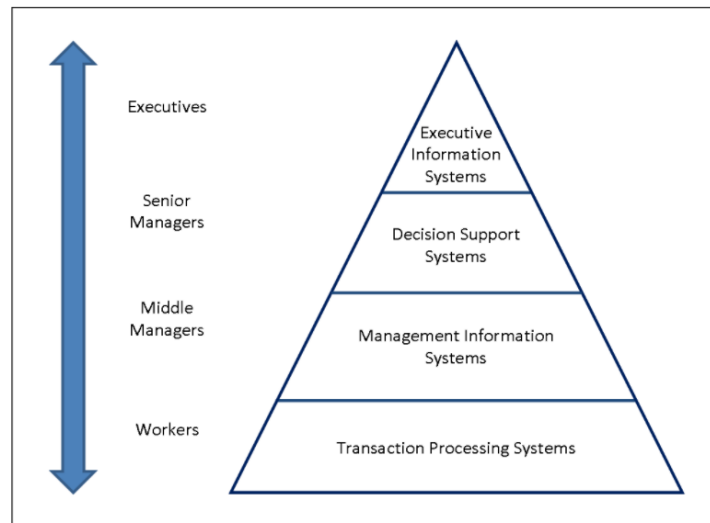 Executives
Senior
Managers
Middle
Managers
Workers
Executive
Information
Systems
Decision Support
Systems
Management Information
Systems
Transaction Processing Systems